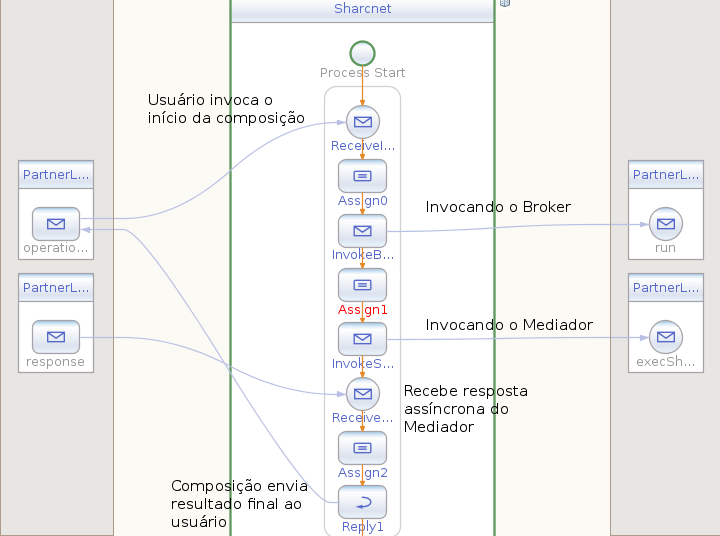 Sharcnet
Process Start
Usuário invoca o
início da composição
ReceiveI...
PartnerL...
operatio...
Assign0
Invocando o Broker
InvokeB...
PartnerL...
run
PartnerL...
response
Assign1
Invocando o Mediador
InvokeS...
PartnerL...
execSh...
Recebe resposta
assíncrona do
Mediador
Receive...
Assign2
Composição envia
resultado final ao
usuário
Reply1